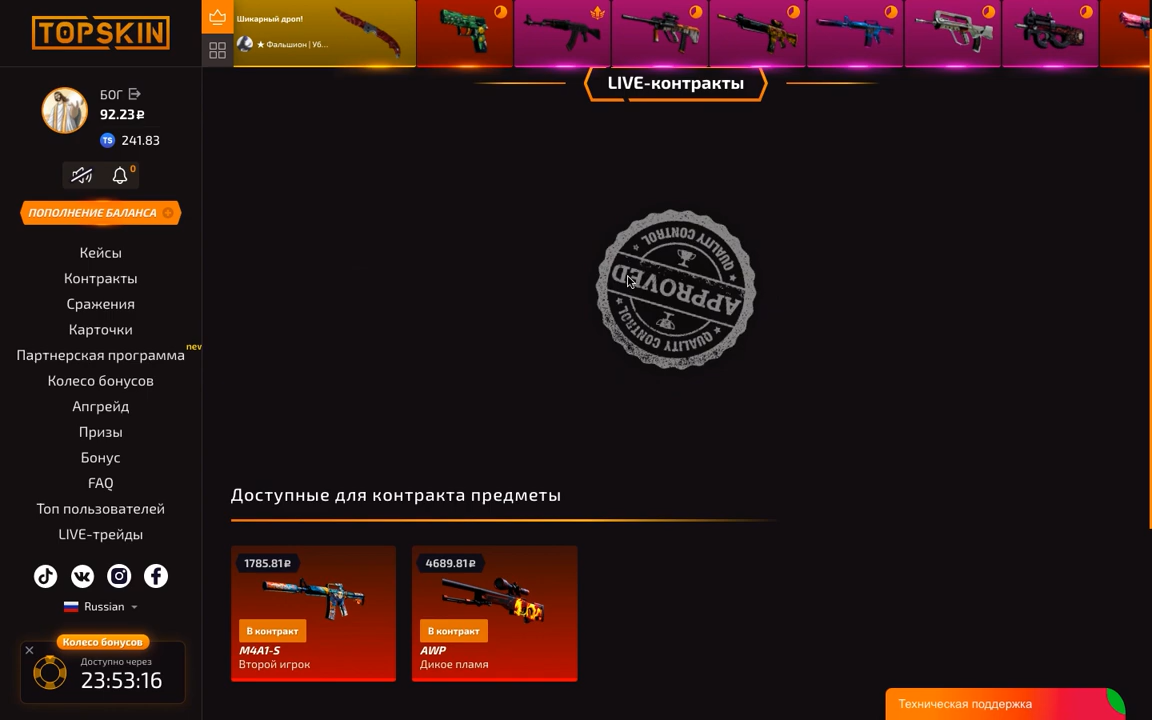 TOPSKIN
Шикарный дроп!
★ Фальшион | Уб...
БОГ
92.23₽
TS 241.83
0
ПОПОЛНЕНИЕ БАЛАНСА
Кейсы
Контракты
Сражения
Карточки
Партнерская программа new
Колесо бонусов
Апгрейд
Призы
Бонус
FAQ
Топ пользователей
LIVE-трейды
Russian
Колесо бонусов
Доступно через
23:53:16
LIVE-контракты
QUALITY CONTROL
APPROVED
QUALITY CONTROL
Доступные для контракта предметы
1785.81₽
В контракт
M4A1-S
Второй игрок
4689.81₽
В контракт
AWP
Дикое пламя
Техническая поддержка